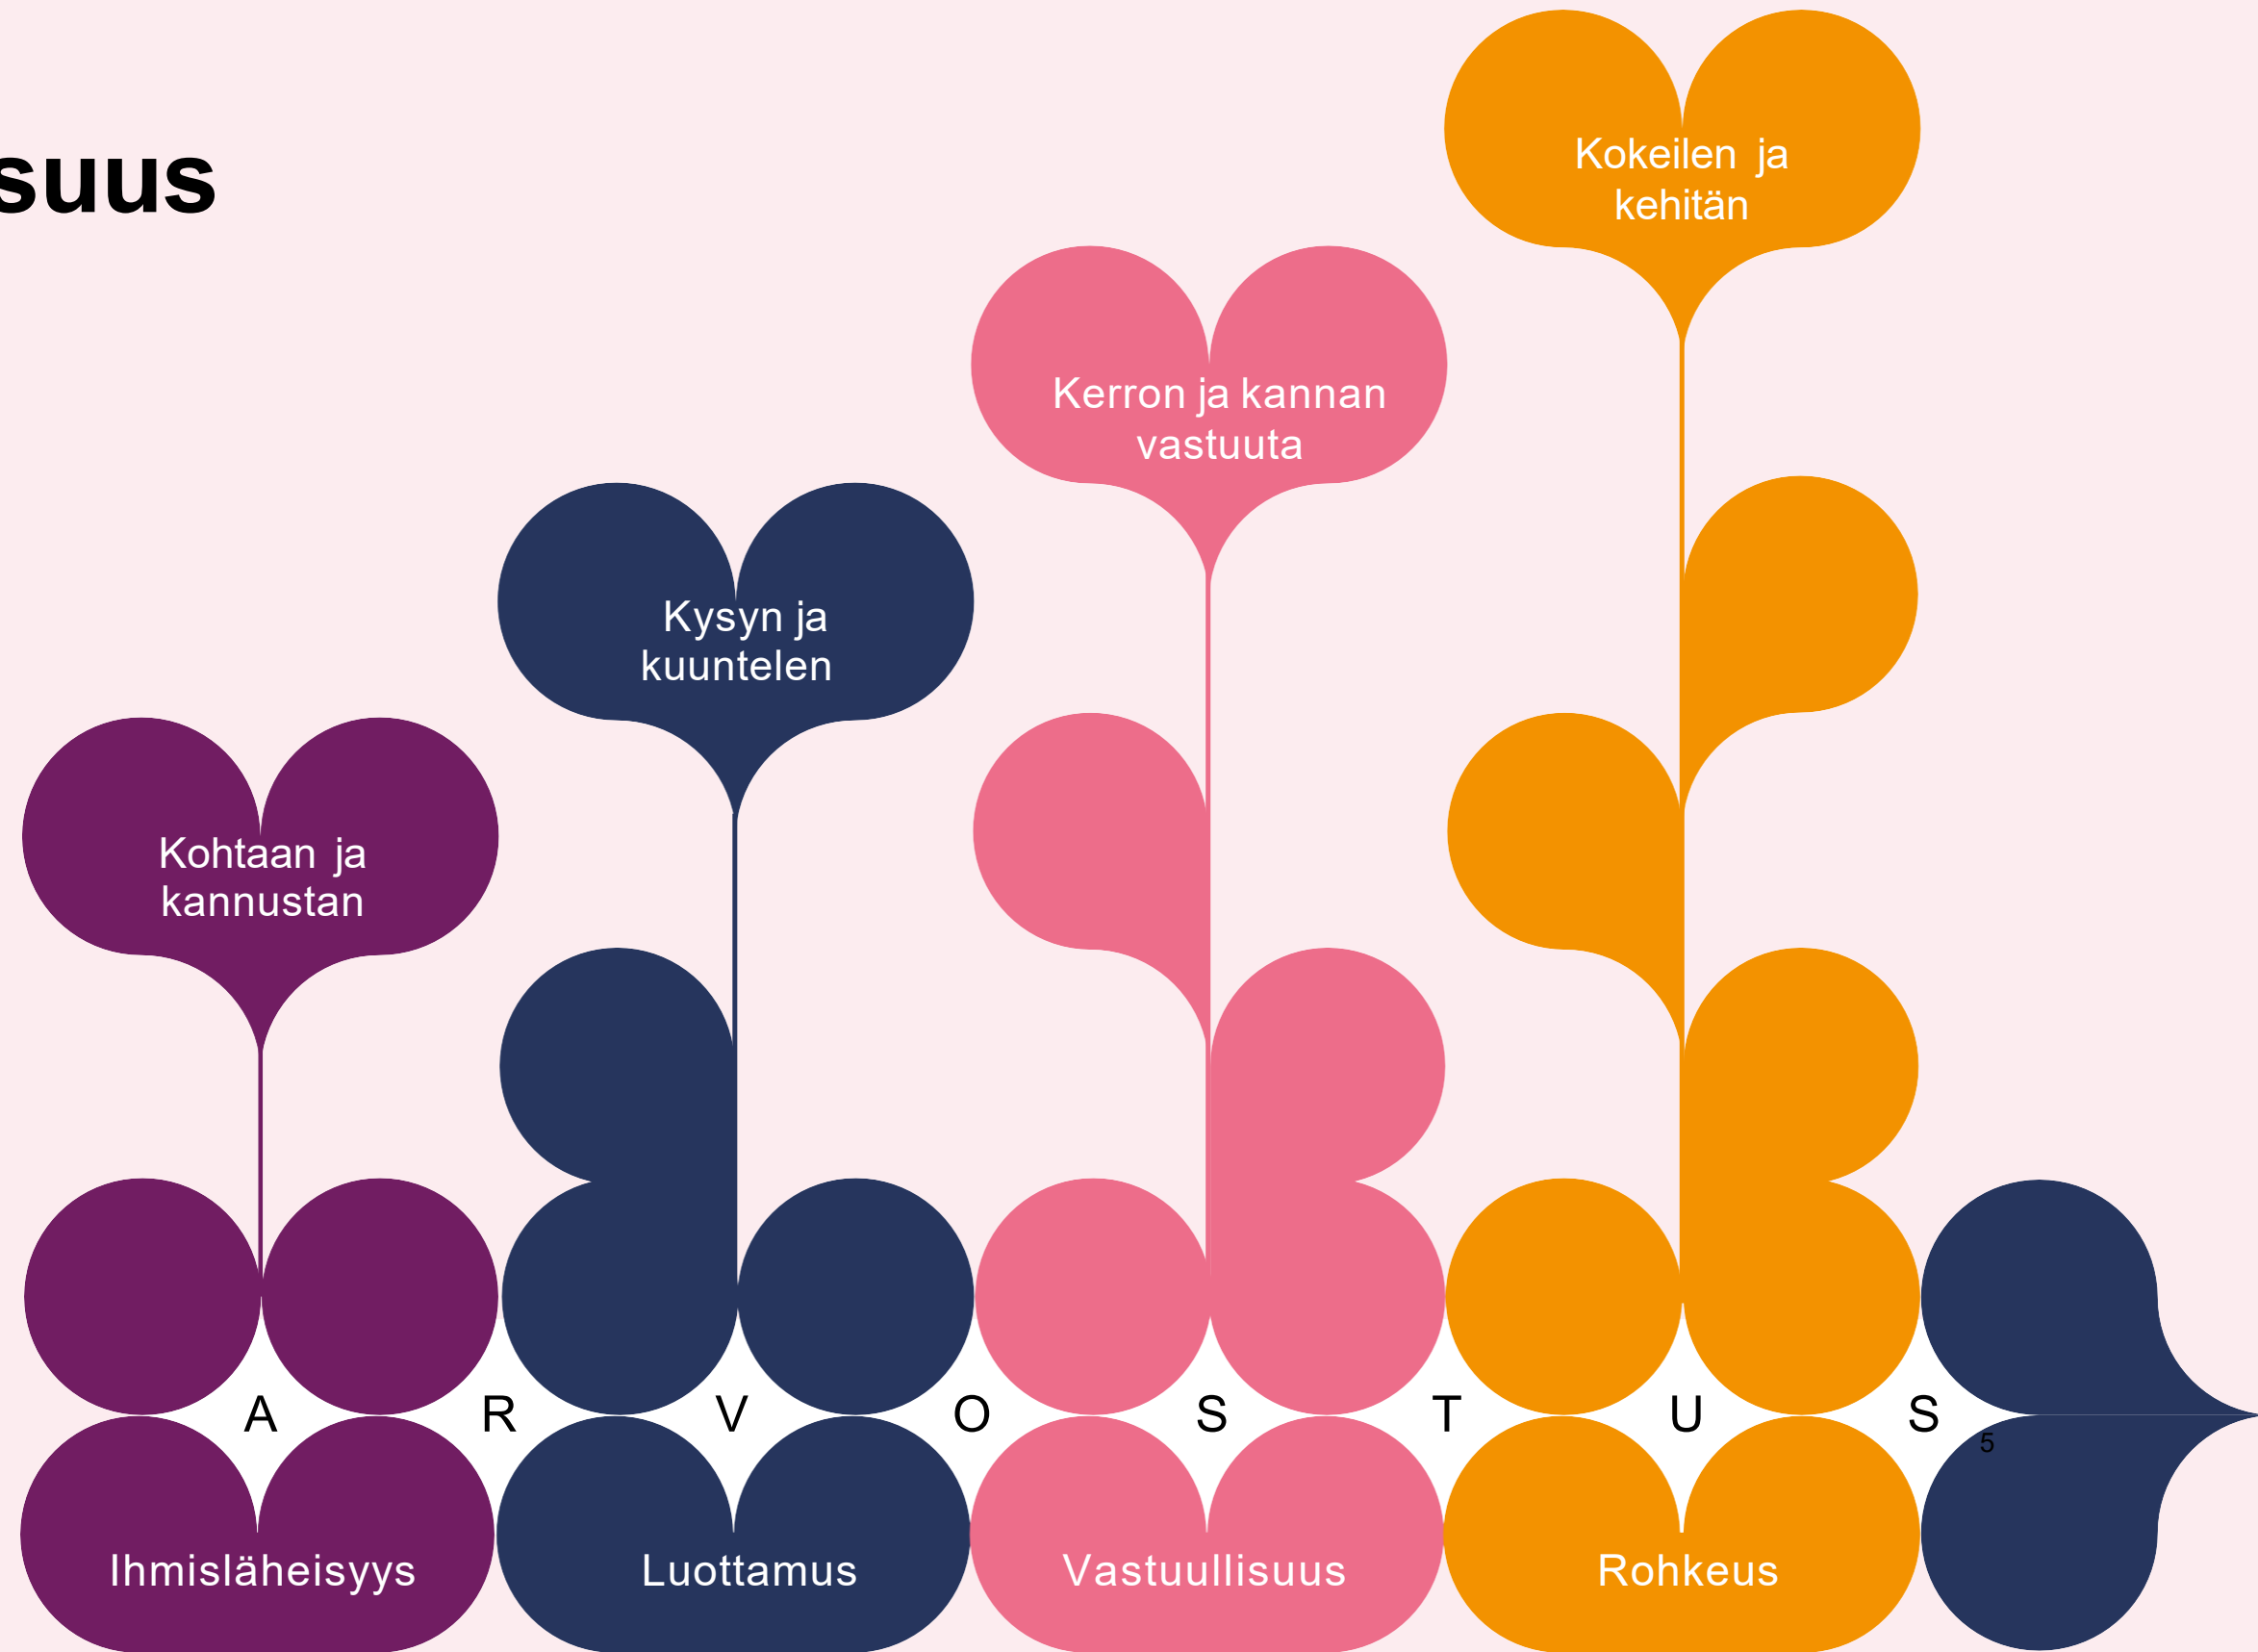 suus
Kokeilen ja
kehitän
Kerron ja kannan
vastuuta
Kysyn ja
kuuntelen
Kohtaan ja
kannustan
A R V O S T U S
5
Ihmisläheisyys
Luottamus
Vastuullisuus
Rohkeus